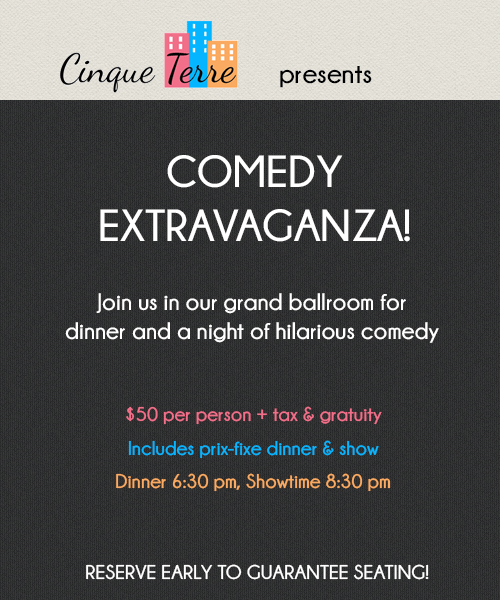 Cinque Terre presents
COMEDY
EXTRAVAGANZA!
Join us in our grand ballroom for
dinner and a night of hilarious comedy
$50 per person + tax & gratuity
Includes prix-fixe dinner & show
Dinner 6:30 pm, Showtime 8:30 pm
RESERVE EARLY TO GUARANTEE SEATING!